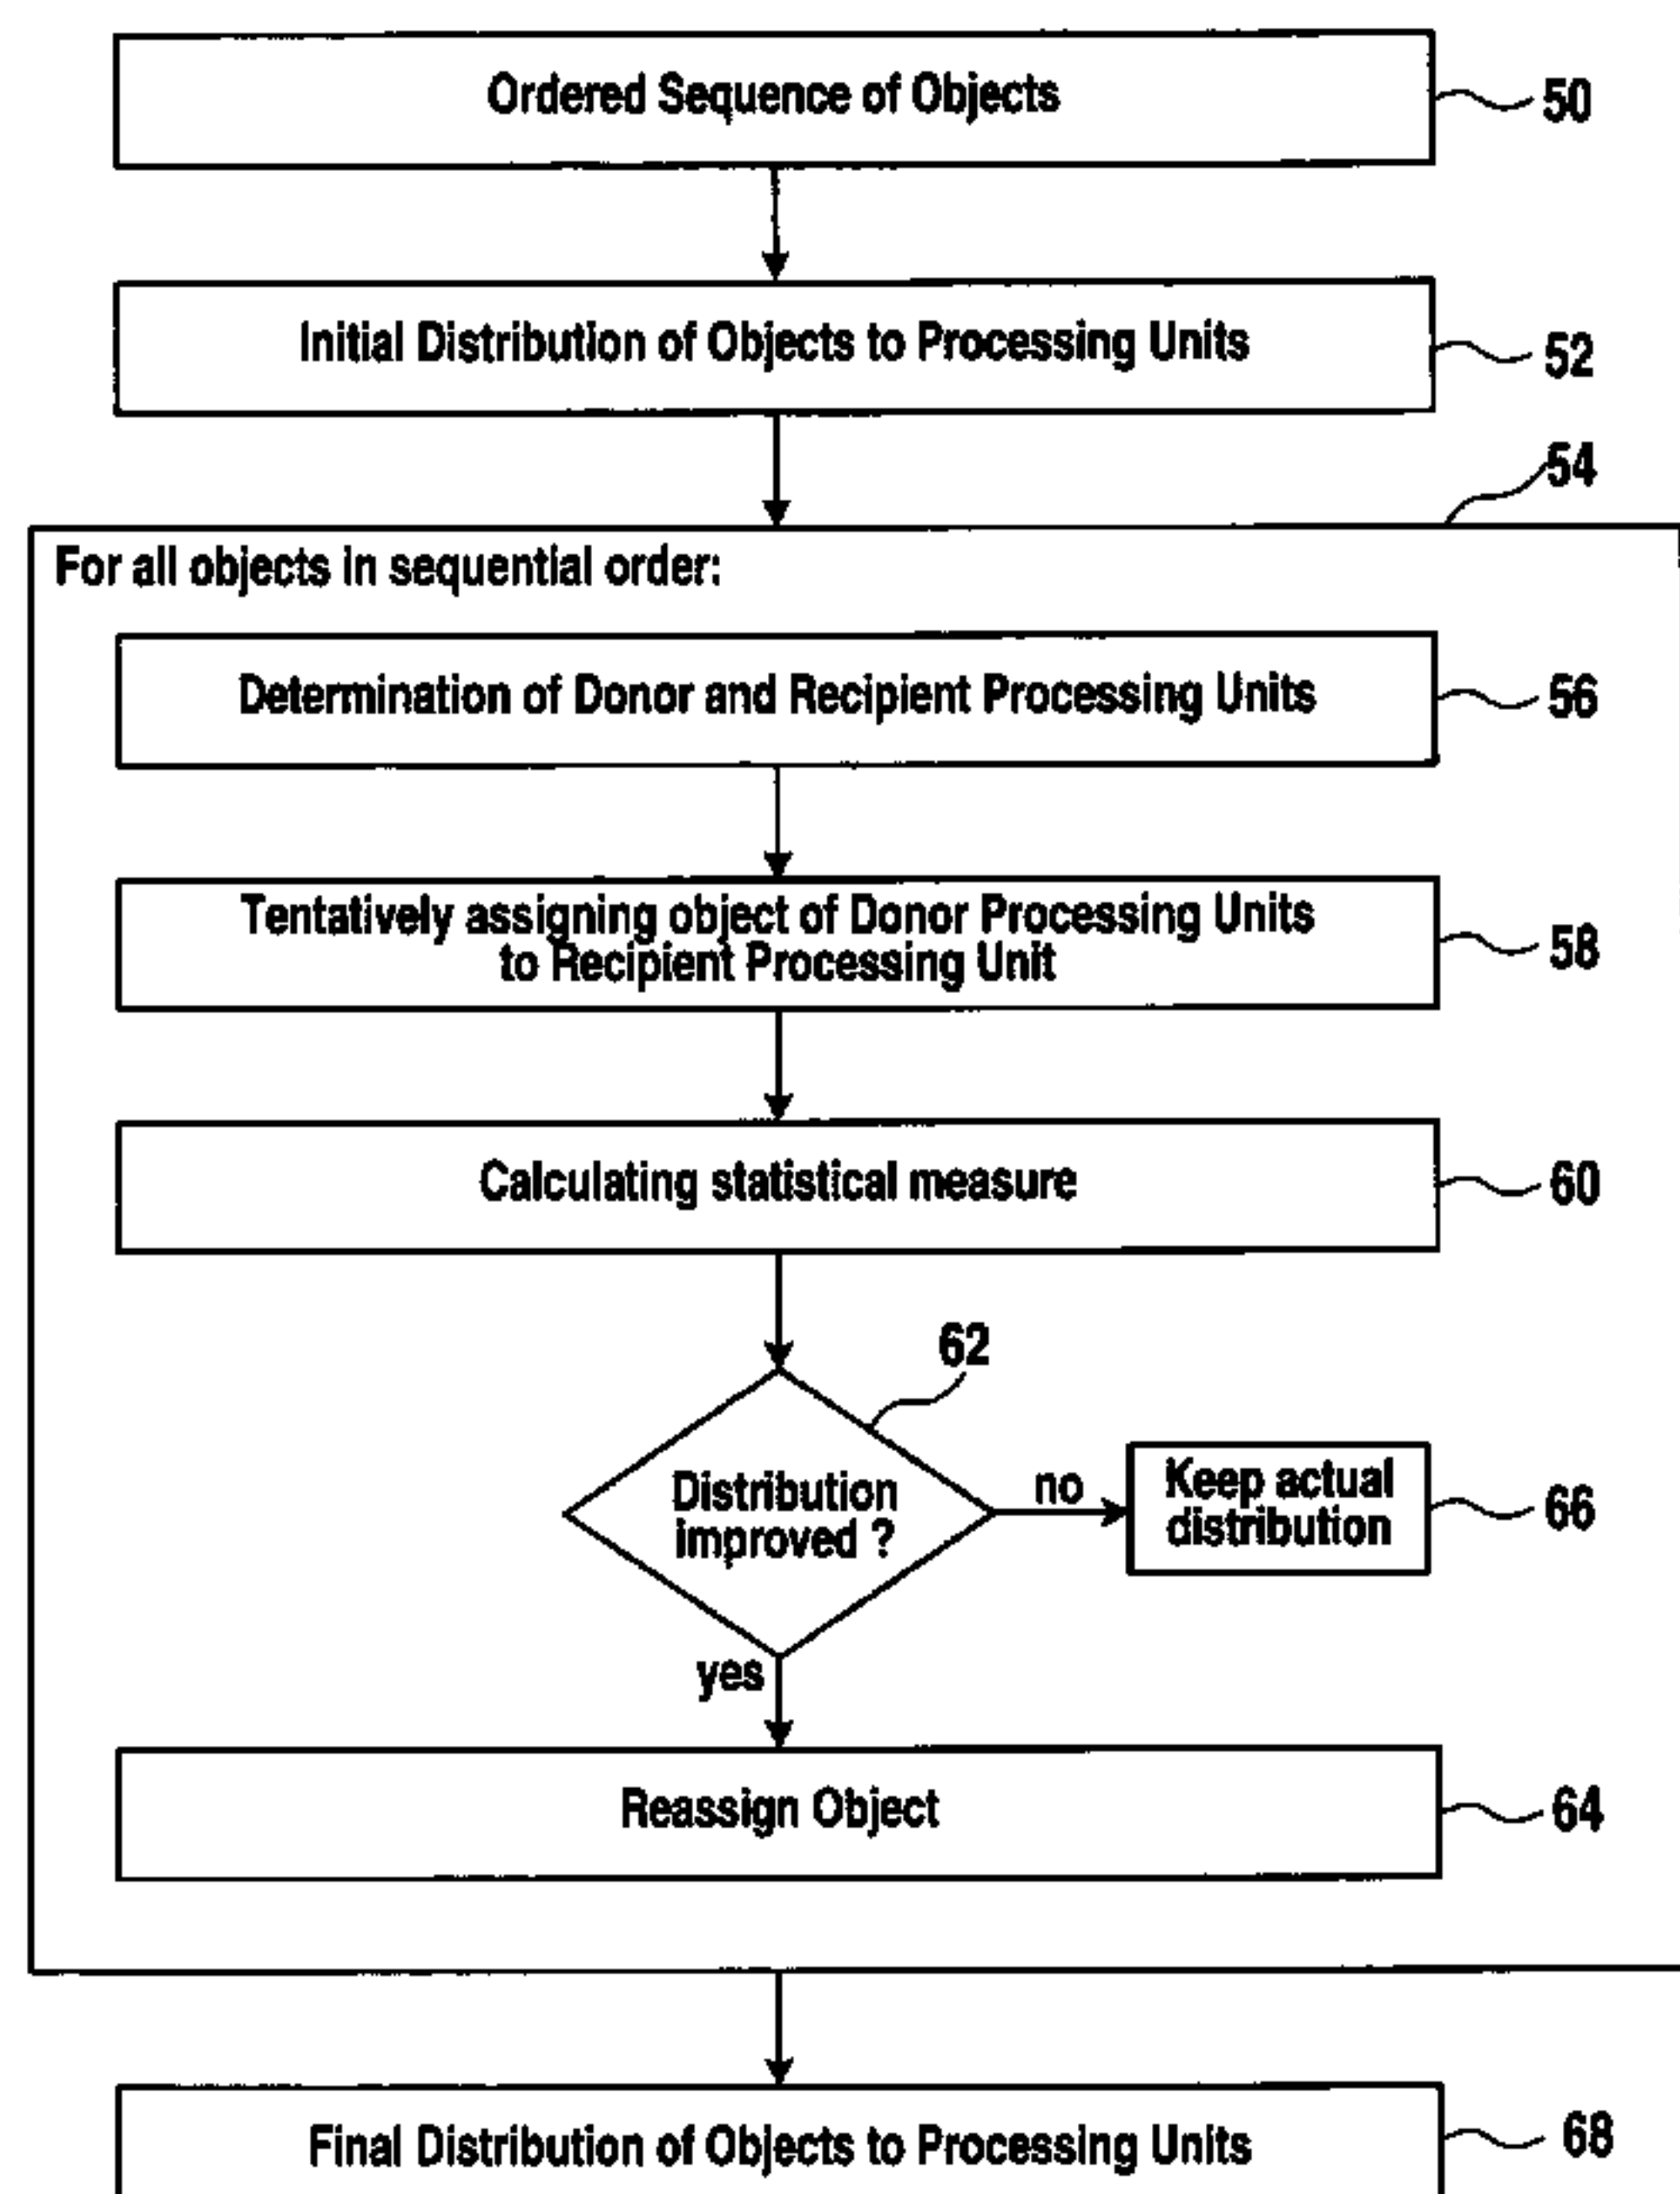 Ordered Sequence of Objects
50
Initial Distribution of Objects to Processing Units
52
54
For all objects in sequential order:
Determination of Donor and Recipient Processing Units
56
Tentatively assigning object of Donor Processing Units
to Recipient Processing Unit
58
Calculating statistical measure
60
62
Distribution
improved ?
no
Keep actual
distribution
66
yes
Reassign Object
64
Final Distribution of Objects to Processing Units
68